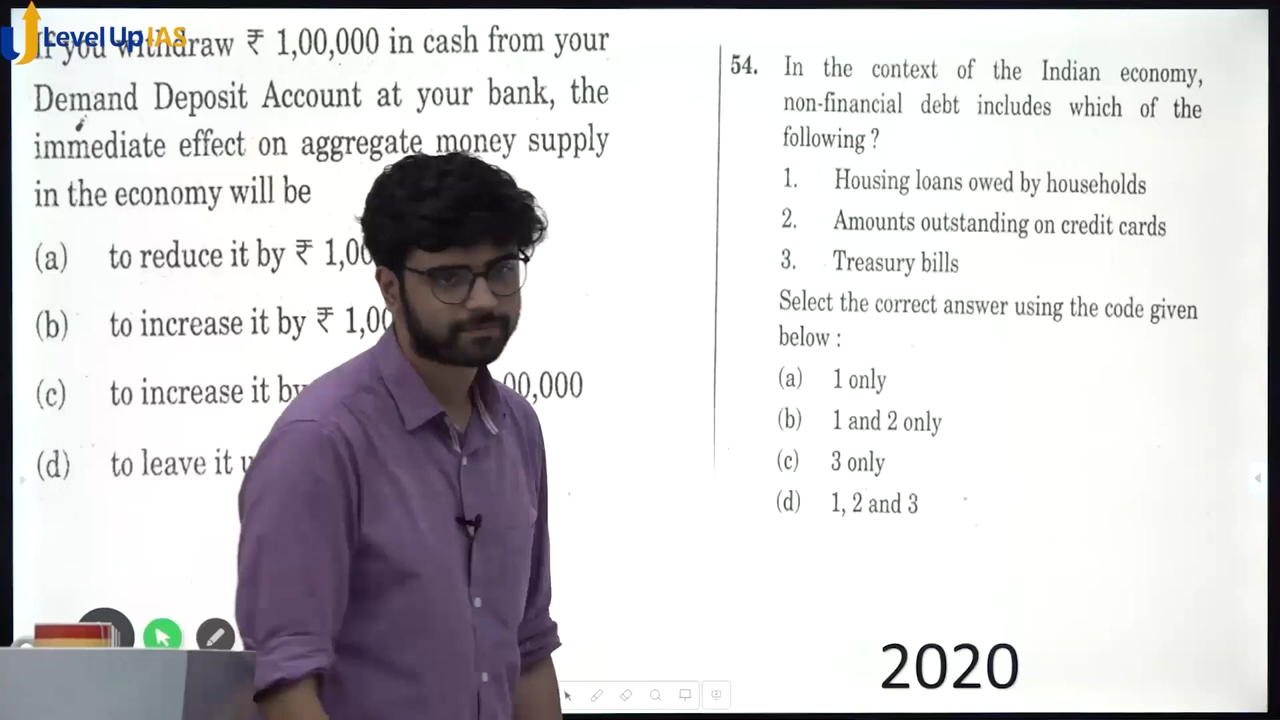 Level Up IAS
If you withdraw ₹ 1,00,000 in cash from your
Demand Deposit Account at your bank, the
immediate effect on aggregate money supply
in the economy will be
(a) to reduce it by ₹ 1,00
(b) to increase it by ₹ 1,00
(c) to increase it by 00,000
(d) to leave it
54. In the context of the Indian economy,
non-financial debt includes which of the
following ?
1. Housing loans owed by households
2. Amounts outstanding on credit cards
3. Treasury bills
Select the correct answer using the code given
below :
(a) 1 only
(b) 1 and 2 only
(c) 3 only
(d) 1, 2 and 3
2020